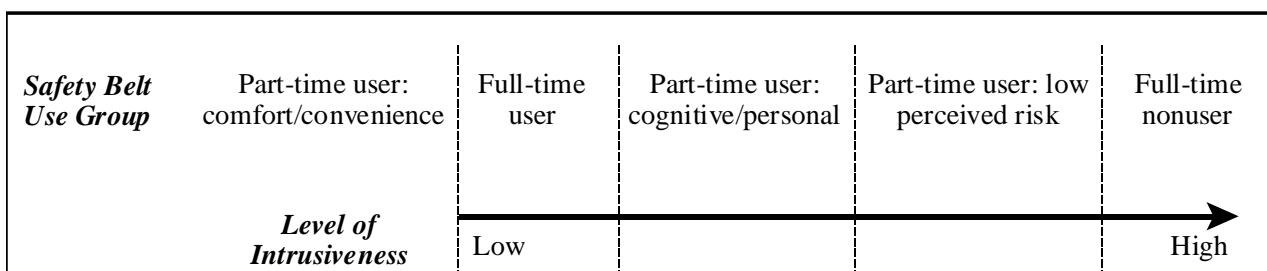 Safety Belt Use Group
Part-time user: comfort/convenience
Full-time user
Part-time user: cognitive/personal
Part-time user: low perceived risk
Full-time nonuser
Level of Intrusiveness
Low
High